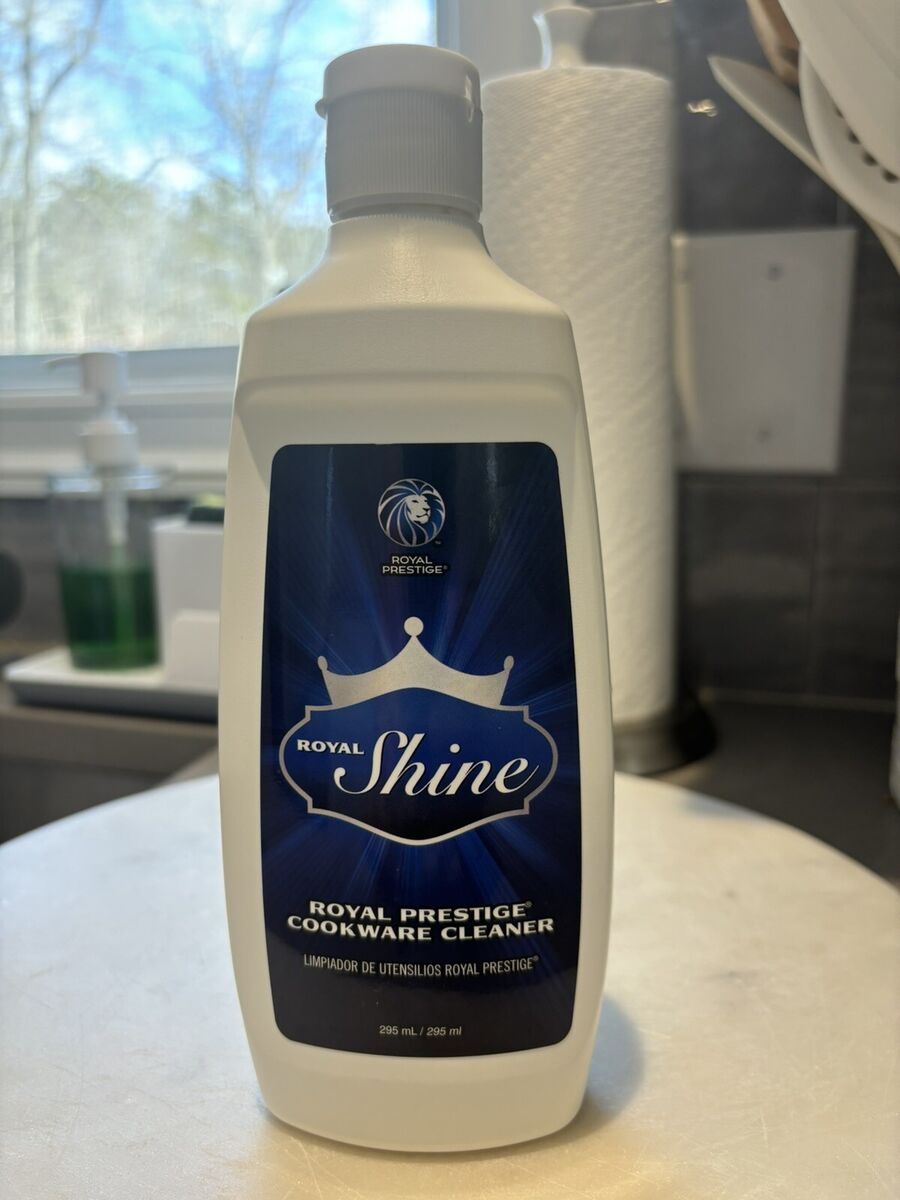 ROYAL
PRESTIGE®
ROYAL Shine
ROYAL PRESTIGE®
COOKWARE CLEANER
LIMPIADOR DE UTENSILIOS ROYAL PRESTIGE®
295 mL / 295 ml